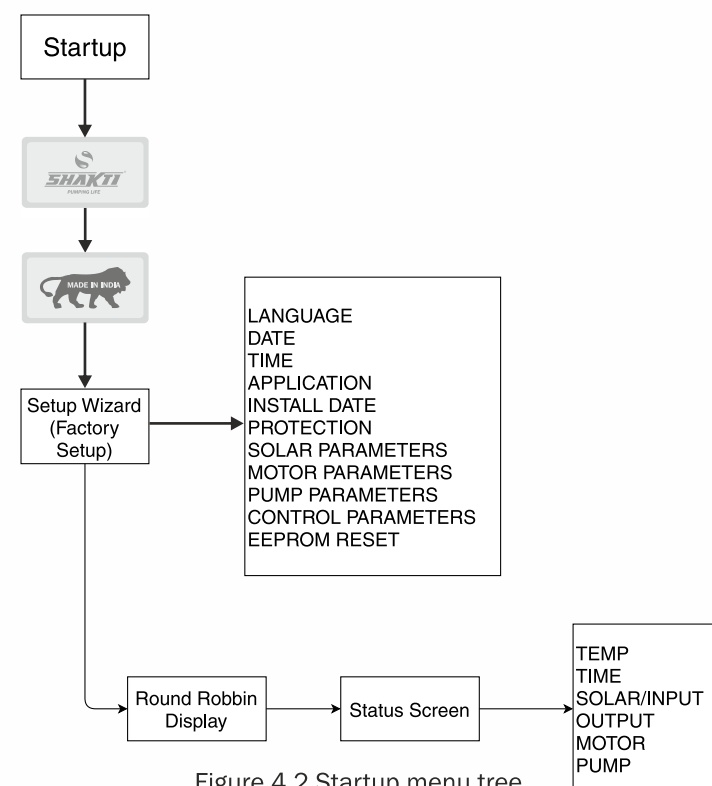 Startup
SHAKTI
PUMPING LIFE
MADE IN INDIA
Setup Wizard
(Factory
Setup)
LANGUAGE
DATE
TIME
APPLICATION
INSTALL DATE
PROTECTION
SOLAR PARAMETERS
MOTOR PARAMETERS
PUMP PARAMETERS
CONTROL PARAMETERS
EEPROM RESET
Round Robbin
Display
Status Screen
TEMP
TIME
SOLAR/INPUT
OUTPUT
MOTOR
PUMP
Figure 4.2 Startup menu tree